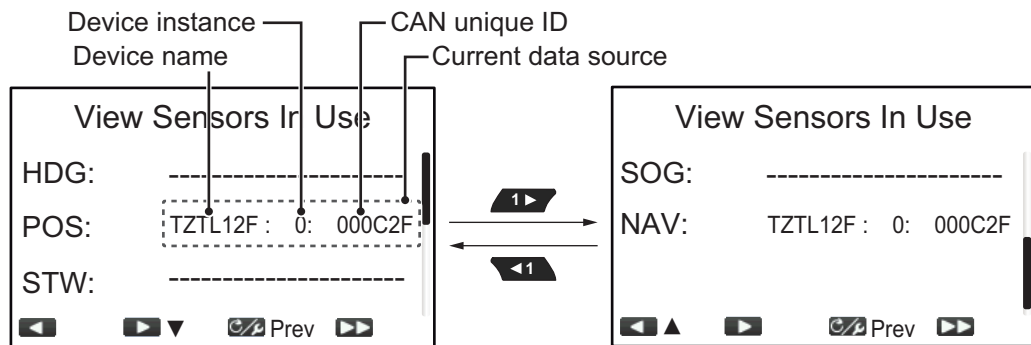 Device instance
CAN unique ID
Device name
Current data source
View Sensors In Use
HDG: ----------------------
POS: TZTL12F : 0: 000C2F
STW: ----------------------
◀ ▶ ▼ Prev ▶▶
1▶
◀1
View Sensors In Use
SOG: ----------------------
NAV: TZTL12F : 0: 000C2F
◀ ▲ ▶ Prev ▶▶